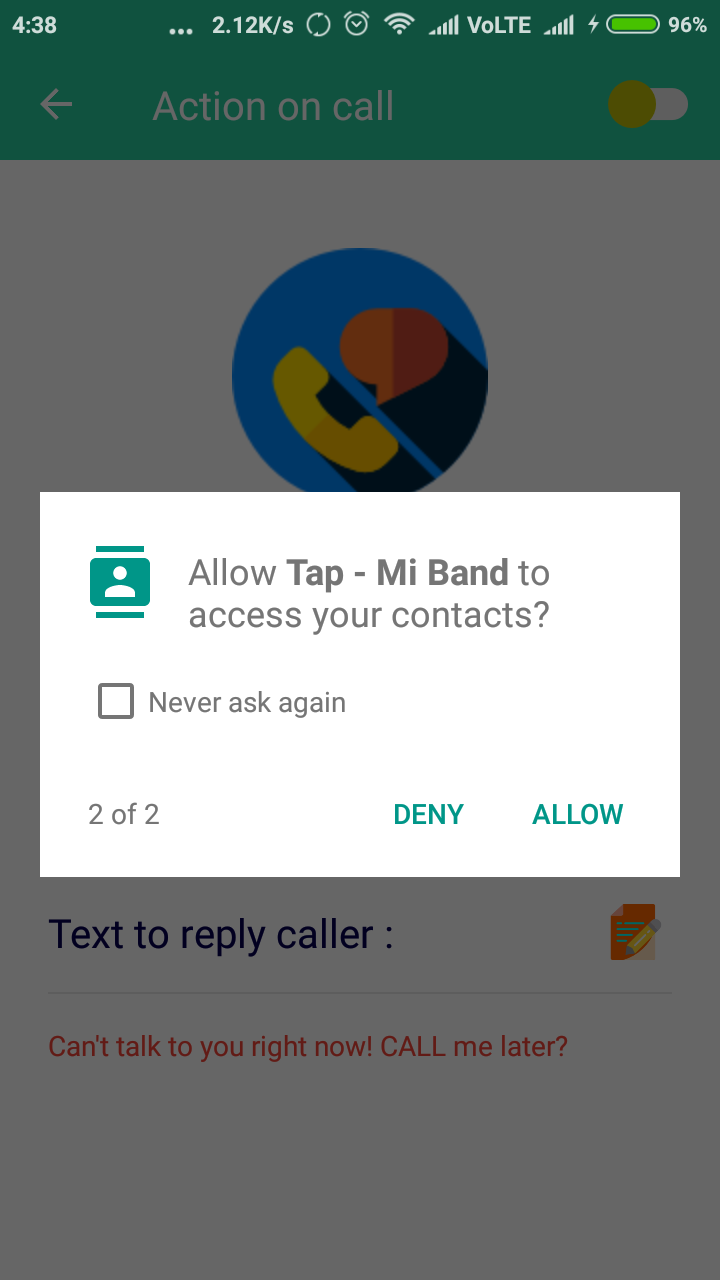 4:38 ... 2.12K/s VoLTE 96%
Action on call
Allow Tap - Mi Band to
access your contacts?
Never ask again
2 of 2 DENY ALLOW
Text to reply caller :
Can't talk to you right now! CALL me later?